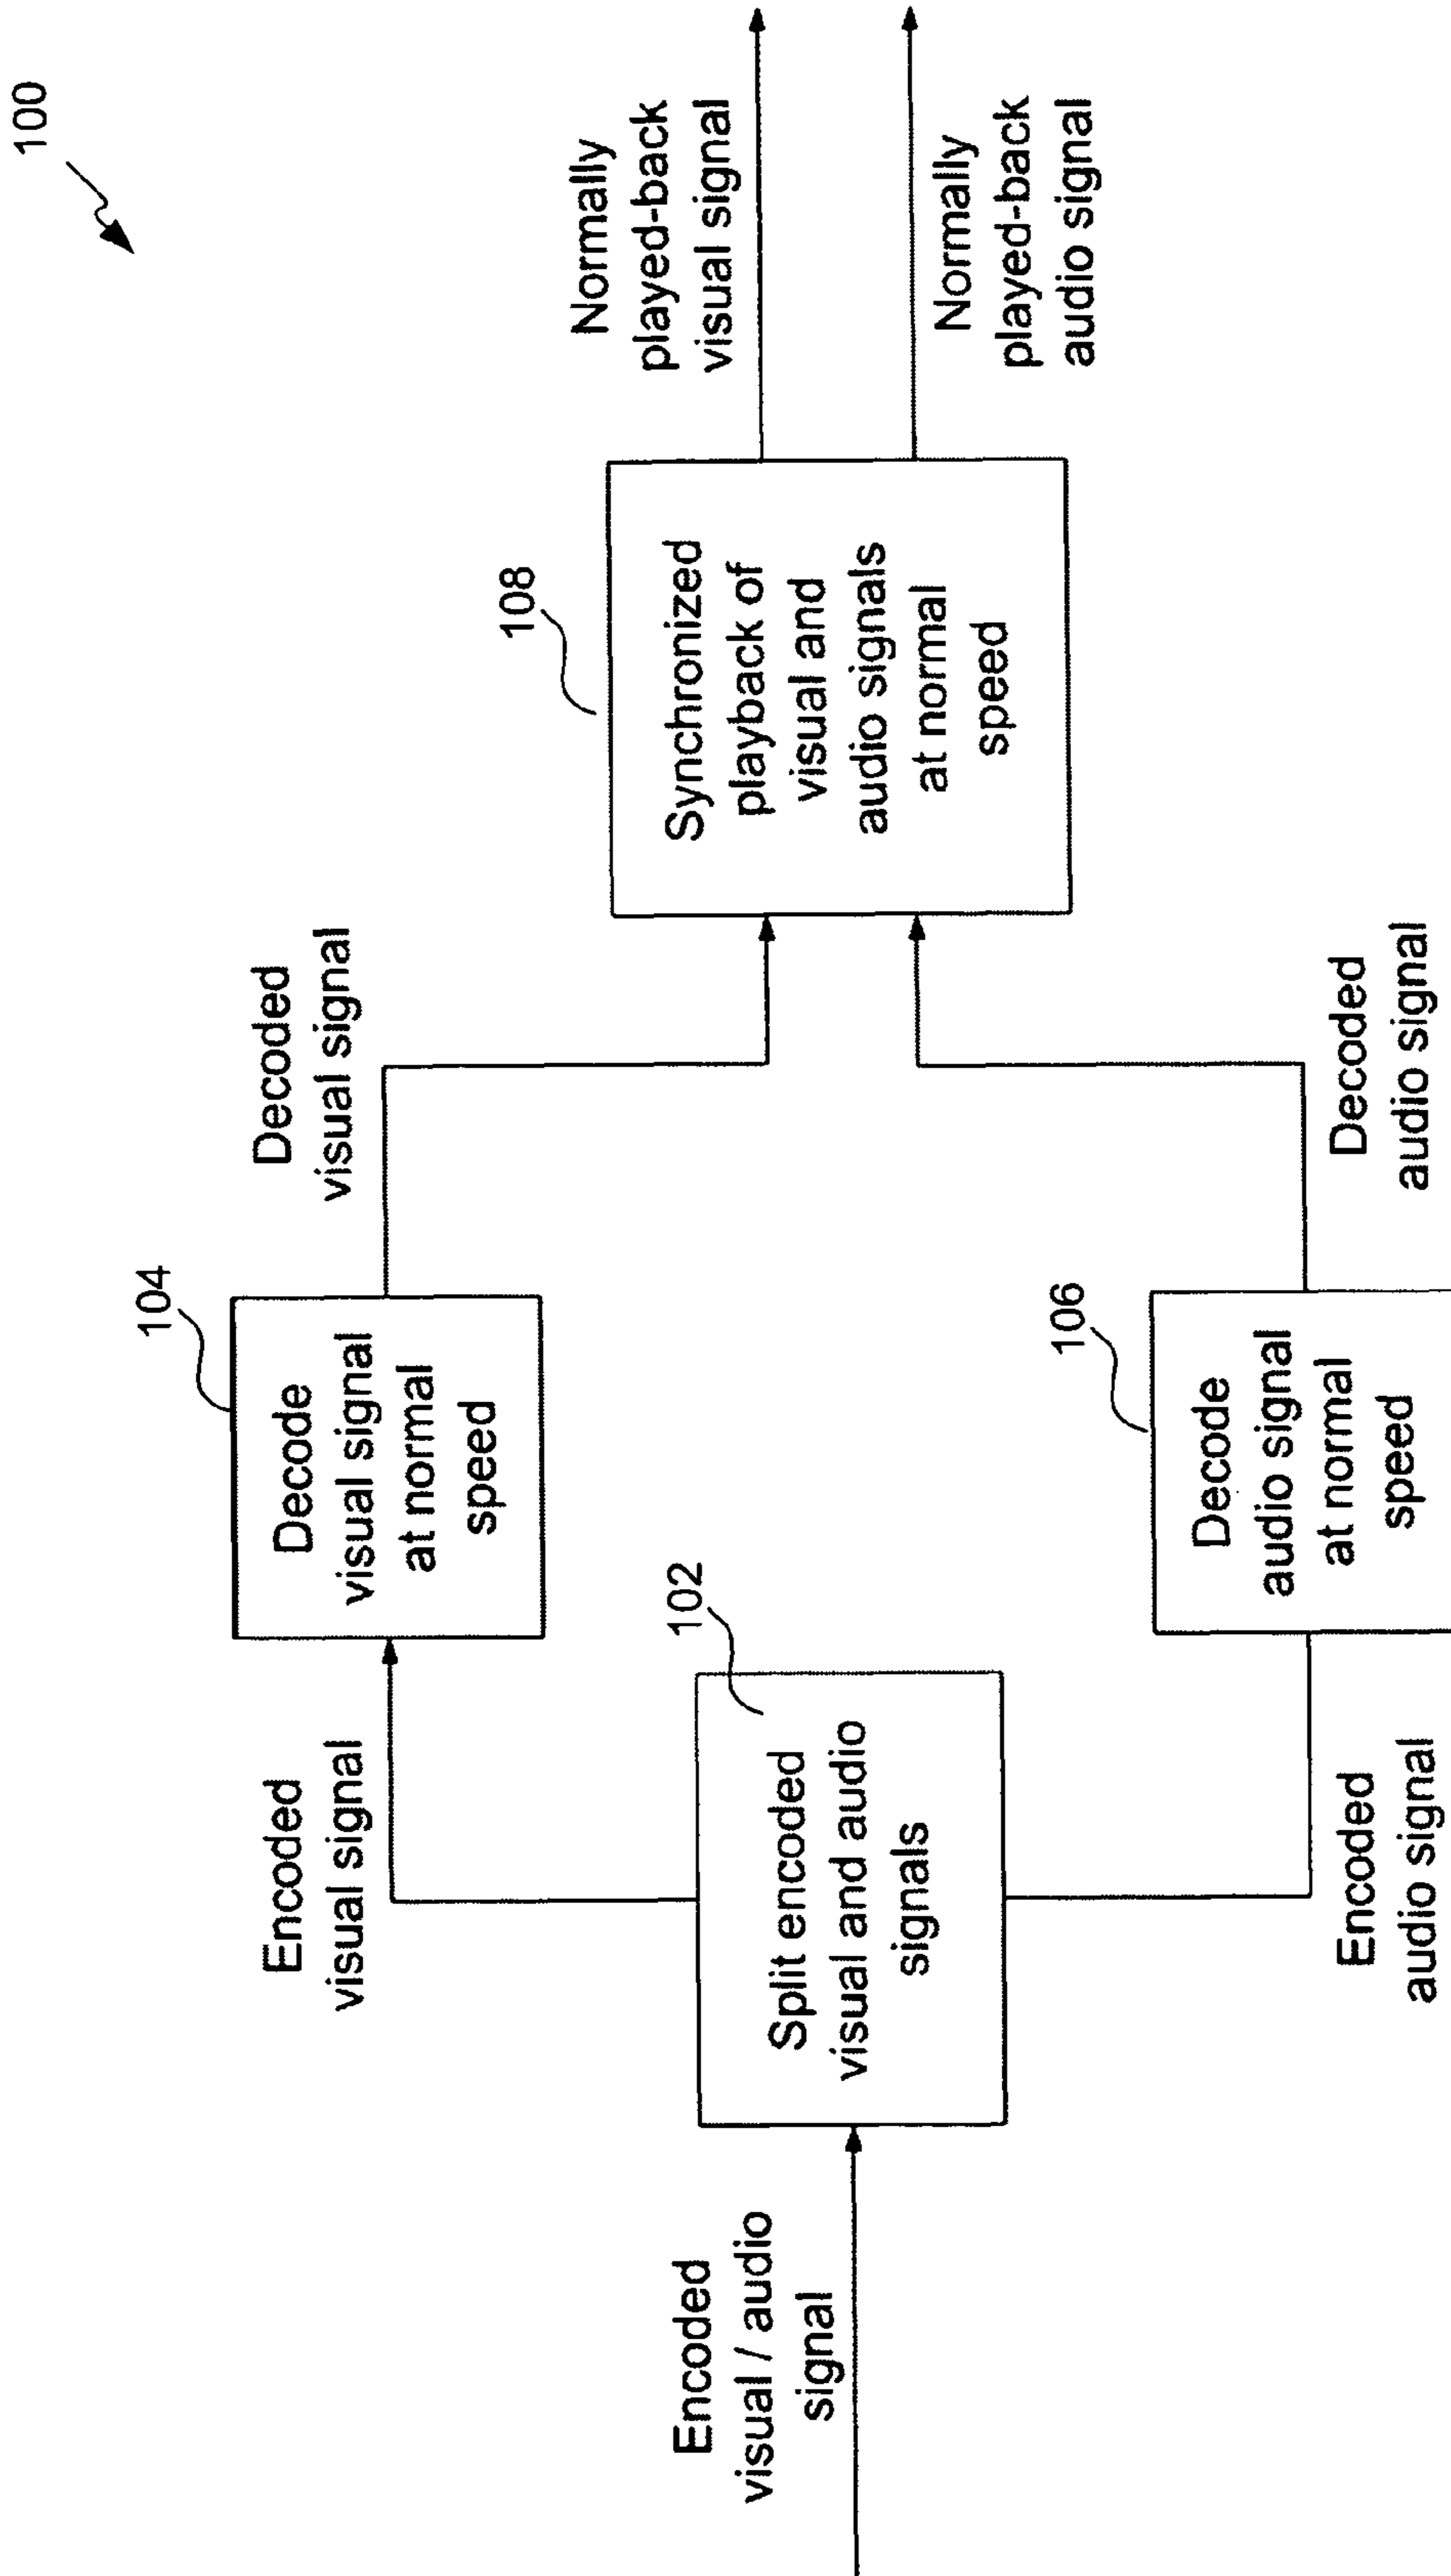 100
Encoded
visual / audio
signal
102
Split encoded
visual and audio
signals
Encoded
visual signal
104
Decode
visual signal
at normal
speed
Decoded
visual signal
Encoded
audio signal
106
Decode
audio signal
at normal
speed
Decoded
audio signal
108
Synchronized
playback of
visual and
audio signals
at normal
speed
Normally
played-back
visual signal
Normally
played-back
audio signal